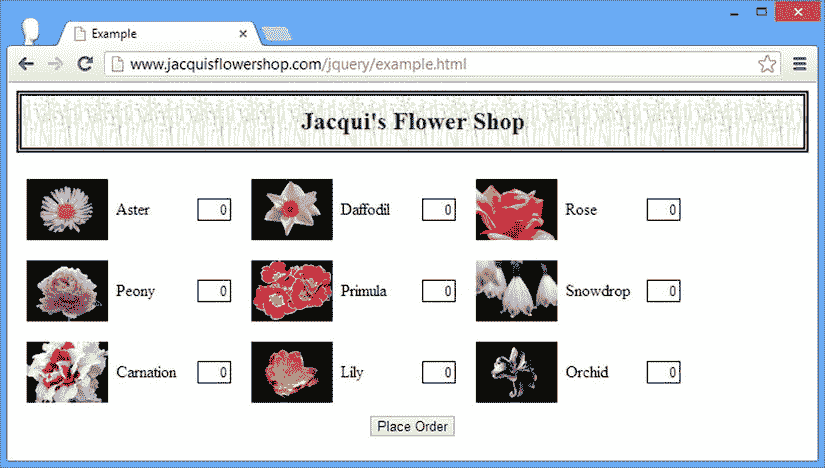 Example
www.jacquisflowershop.com/jquery/example.html
Jacqui's Flower Shop
Aster 0 Daffodil 0 Rose 0
Peony 0 Primula 0 Snowdrop 0
Carnation 0 Lily 0 Orchid 0
Place Order